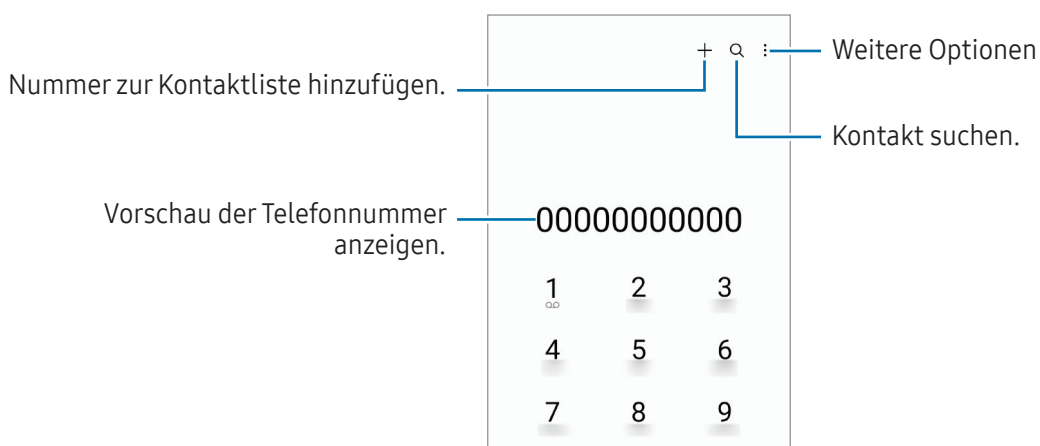 Weitere Optionen
Nummer zur Kontaktliste hinzufügen.
Kontakt suchen.
Vorschau der Telefonnummer
anzeigen.
00000000000
1 2 3
4 5 6
7 8 9